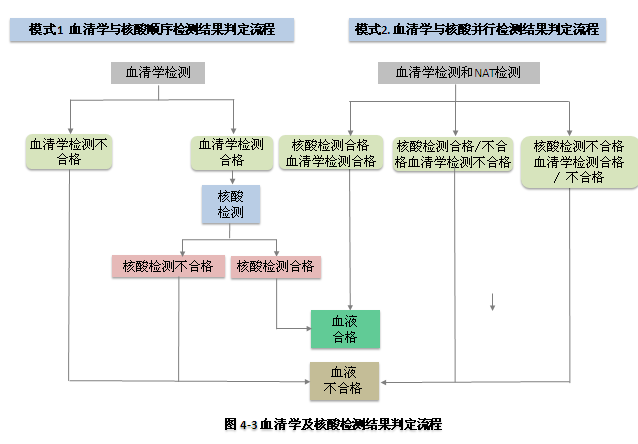 模式1 血清学与核酸顺序检测结果判定流程
模式2.血清学与核酸并行检测结果判定流程
血清学检测
血清学检测和NAT检测
血清学检测不
合格
血清学检测
合格
核酸检测合格
血清学检测合格
核酸检测合格/不合
格血清学检测不合格
核酸检测不合格
血清学检测合格
/ 不合格
核酸
检测
核酸检测不合格
核酸检测合格
血液
合格
血液
不合格
图 4-3 血清学及核酸检测结果判定流程